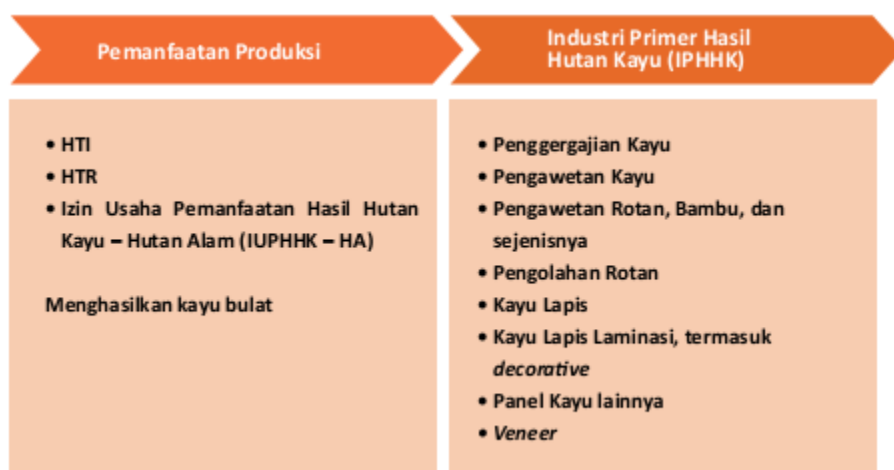 Pemanfaatan Produksi
• HTI
• HTR
• Izin Usaha Pemanfaatan Hasil Hutan
Kayu – Hutan Alam (IUPHHK – HA)
Menghasilkan kayu bulat
Industri Primer Hasil
Hutan Kayu (IPHHK)
• Penggergajian Kayu
• Pengawetan Kayu
• Pengawetan Rotan, Bambu, dan
sejenisnya
• Pengolahan Rotan
• Kayu Lapis
• Kayu Lapis Laminasi, termasuk
decorative
• Panel Kayu lainnya
• Veneer